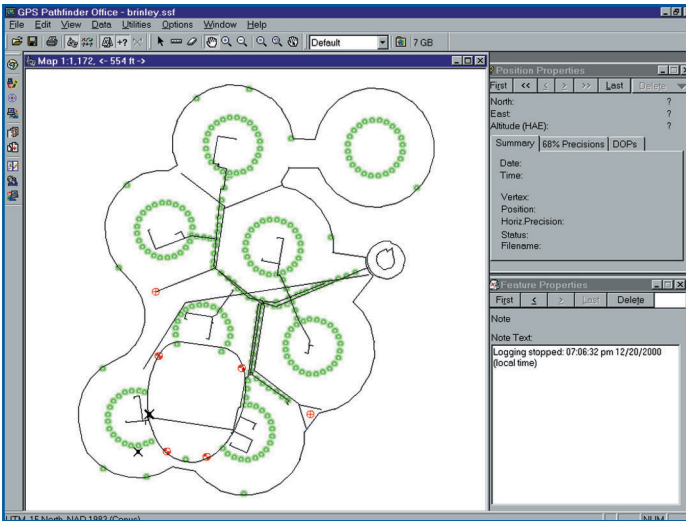 GPS Pathfinder Office - brinley.ssf
File Edit View Data Utilities Options Window Help
+? Default 7 GB
Map 1:1,172, <- 554 ft ->
Position Properties
First << < > >> Last Delete
North: ?
East: ?
Altitude (HAE): ?
Summary 68% Precisions DOPs
Date:
Time:
Vertex:
Position:
Horiz.Precision:
Status:
Filename:
Feature Properties
First < > Last Delete
Note
Note Text:
Logging stopped: 07:06:32 pm 12/20/2000
(local time)
UTM, 15 North, NAD 1983 (Conus) NUM